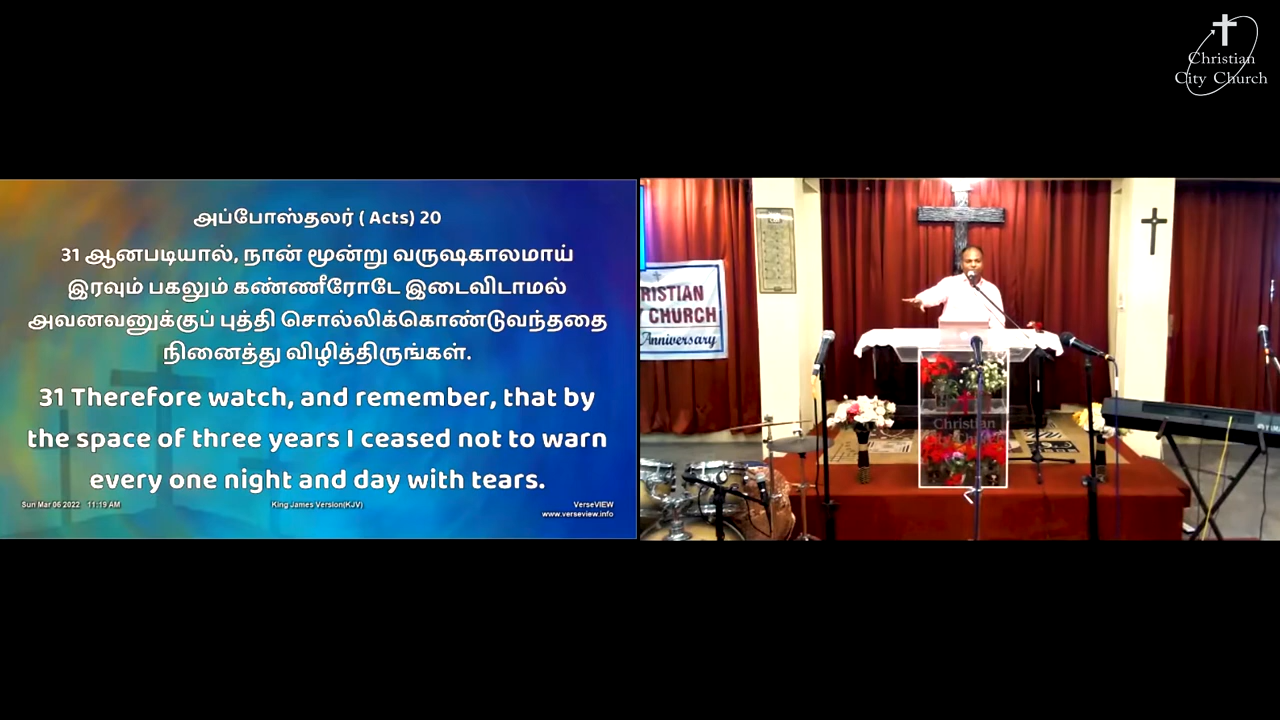 Christian
City Church
அப்போஸ்தலர் ( Acts) 20
31 ஆனபடியால், நான் மூன்று வருஷகாலமாய்
இரவும் பகலும் கண்ணீரோடே இடைவிடாமல்
அவனவனுக்குப் புத்தி சொல்லிக்கொண்டுவந்ததை
நினைத்து விழித்திருங்கள்.
31 Therefore watch, and remember, that by
the space of three years I ceased not to warn
every one night and day with tears.
Sun Mar 06 2022 11:19 AM
King James Version(KJV)
VerseVIEW
www.verseview.info
RISTIAN
CHURCH
Anniversary
Christian